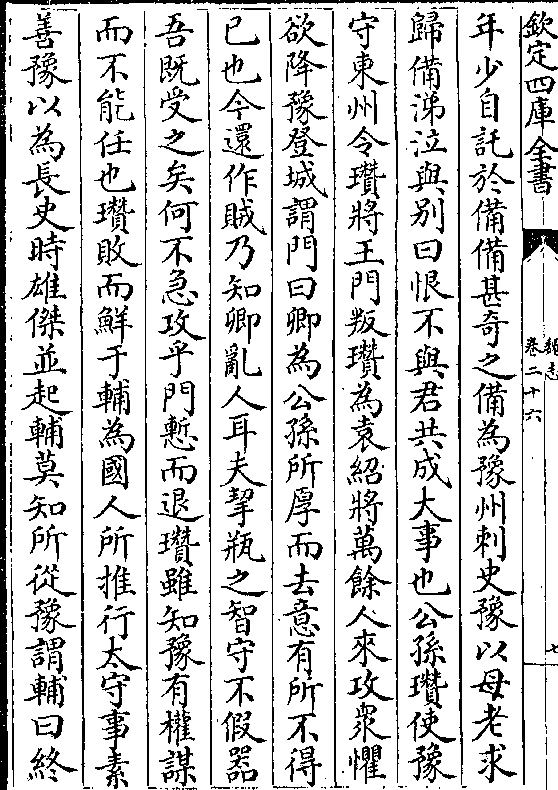 欽定四庫全書
魏志
卷二十六
七
年少自託於備備甚奇之備為豫州刺史豫以母老求
歸備涕泣與别曰恨不與君共成大事也公孫瓚使豫
守東州令瓚將王門叛瓚為袁紹將萬餘人來攻衆懼
欲降豫登城謂門曰卿為公孫所厚而去意有所不得
已也今還作賊乃知卿亂人耳夫挈瓶之智守不假器
吾既受之矣何不急攻乎門慙而退瓚雖知豫有權謀
而不能任也瓚敗而鮮于輔為國人所推行太守事素
善豫以為長史時雄傑並起輔莫知所從豫謂輔曰終